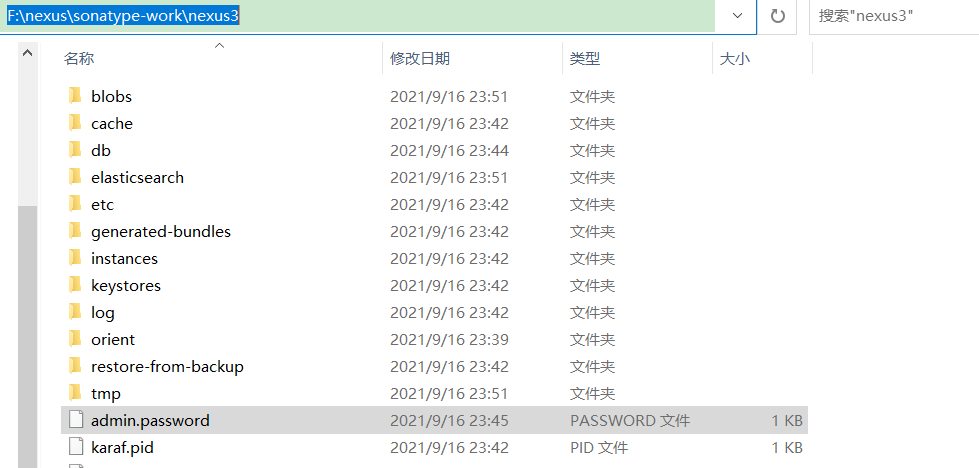 F:\nexus\sonatype-work\nexus3 搜索"nexus3"
名称 修改日期 类型 大小
blobs 2021/9/16 23:51 文件夹
cache 2021/9/16 23:42 文件夹
db 2021/9/16 23:44 文件夹
elasticsearch 2021/9/16 23:51 文件夹
etc 2021/9/16 23:42 文件夹
generated-bundles 2021/9/16 23:42 文件夹
instances 2021/9/16 23:42 文件夹
keystores 2021/9/16 23:42 文件夹
log 2021/9/16 23:42 文件夹
orient 2021/9/16 23:39 文件夹
restore-from-backup 2021/9/16 23:42 文件夹
tmp 2021/9/16 23:51 文件夹
admin.password 2021/9/16 23:45 PASSWORD 文件 1 KB
karaf.pid 2021/9/16 23:42 PID 文件 1 KB